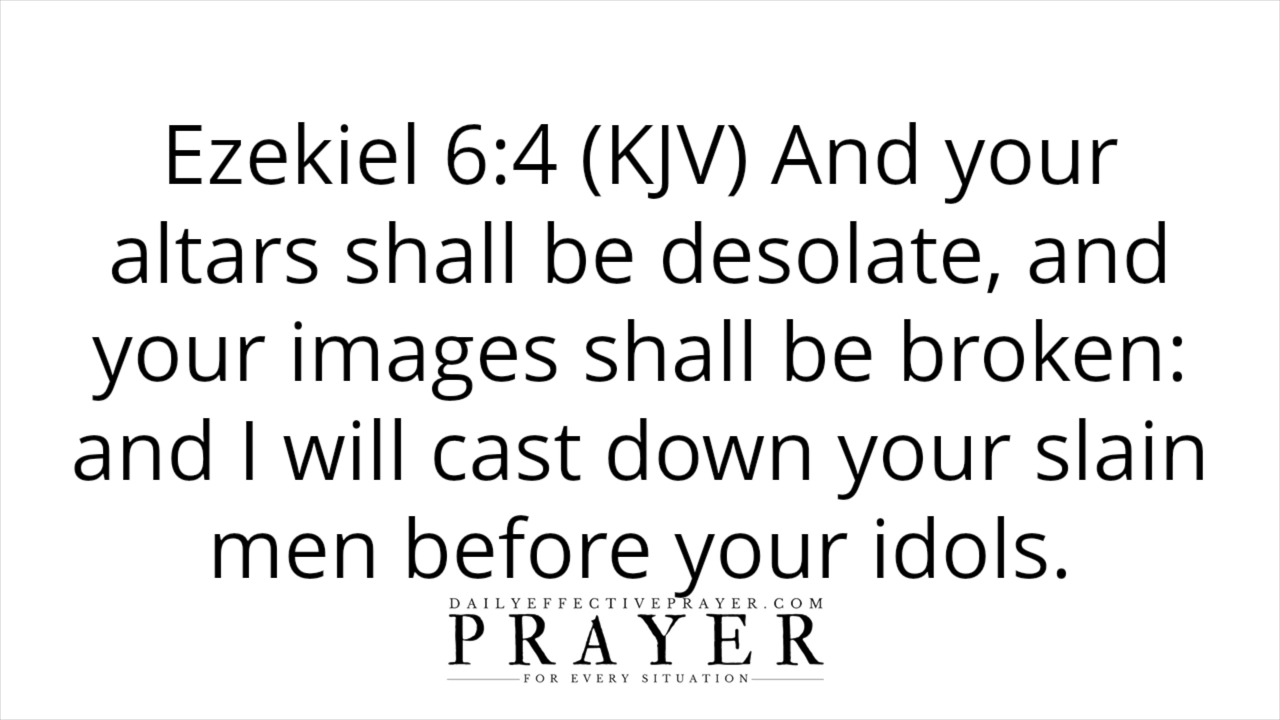 Ezekiel 6:4 (KJV) And your
altars shall be desolate, and
your images shall be broken:
and I will cast down your slain
men before your idols.
DAILYEFFECTIVEPRAYER.COM
PRAYER
FOR EVERY SITUATION